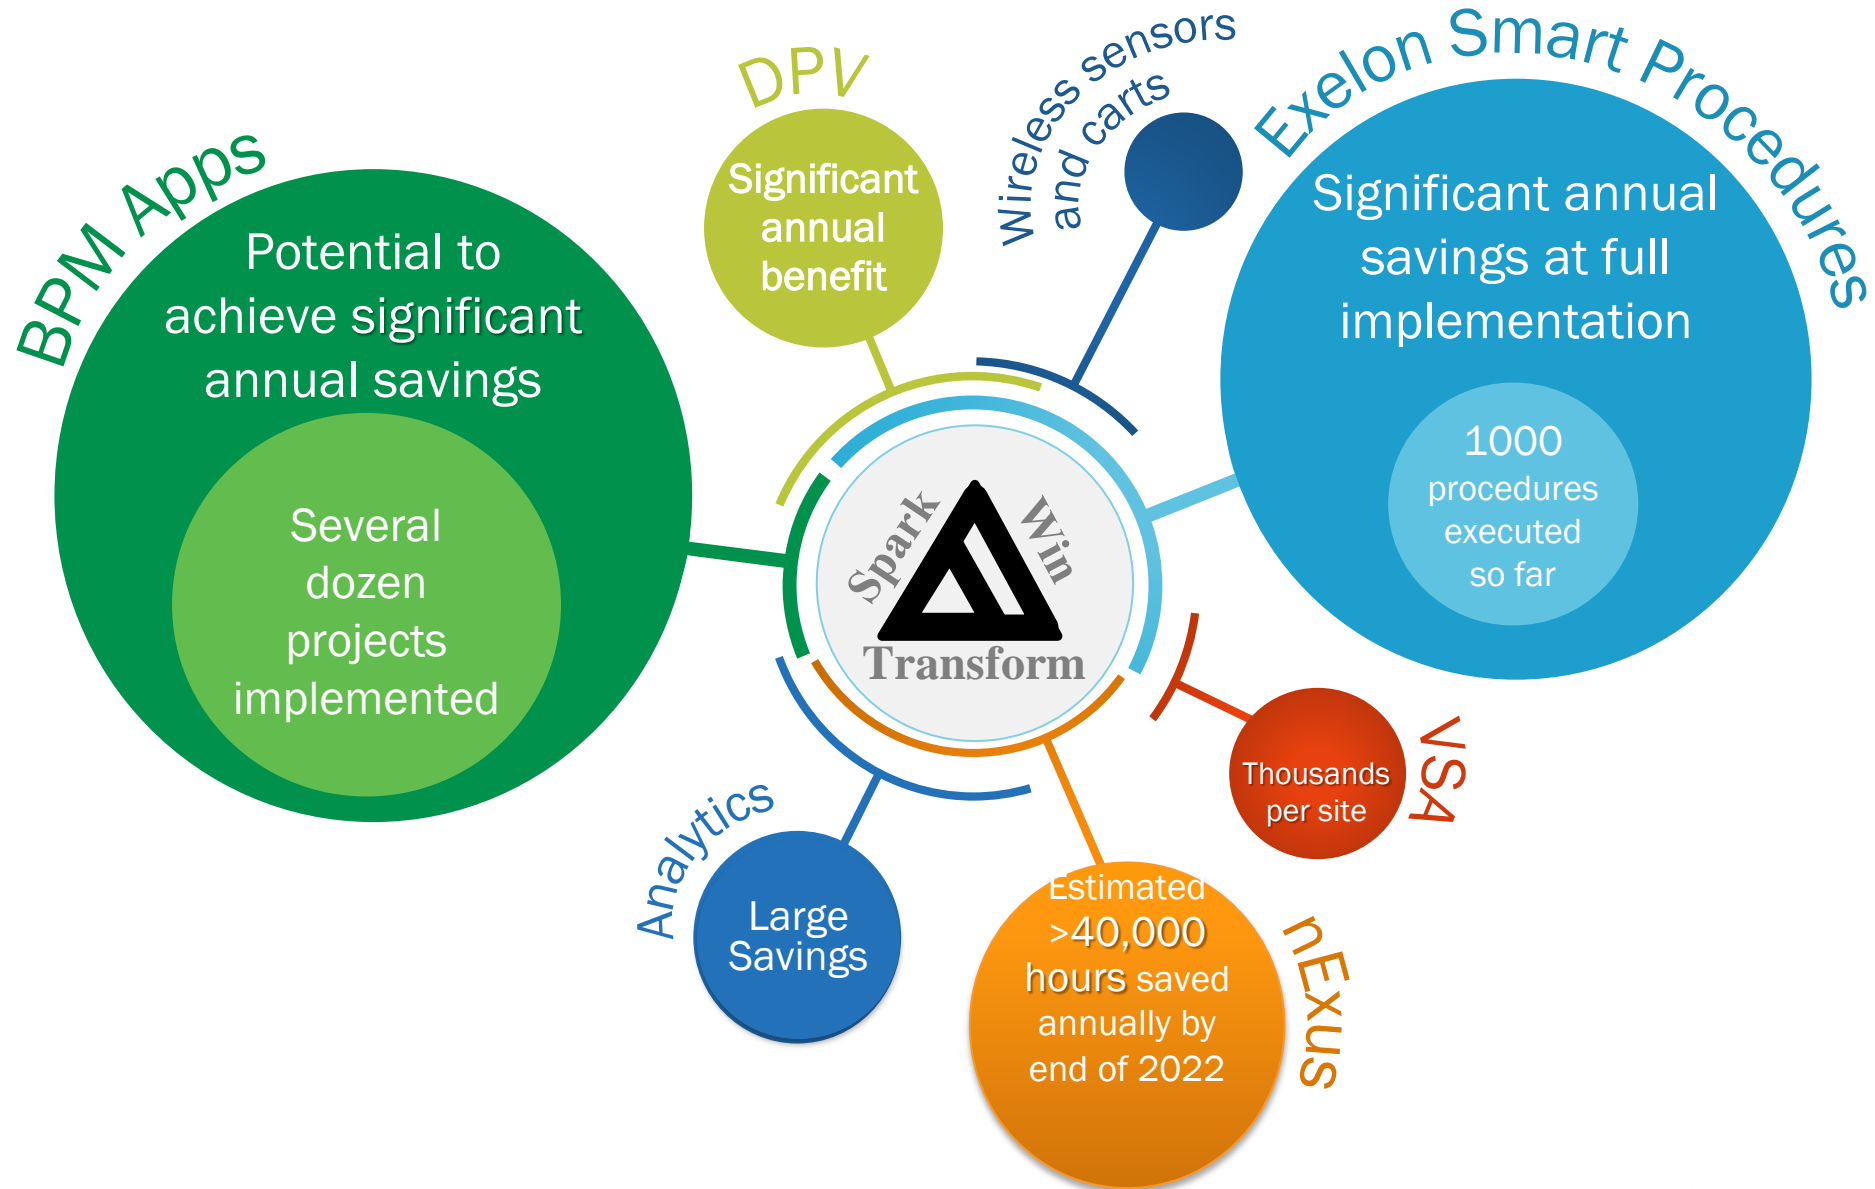 BPM Apps
Potential to
achieve significant
annual savings
Several
dozen
projects
implemented
DPV
Significant
annual
benefit
Wireless sensors
and carts
Exelon Smart Procedures
Significant annual
savings at full
implementation
1000
procedures
executed
so far
Spark
Win
Transform
VSA
Thousands
per site
nExus
Estimated
>40,000
hours saved
annually by
end of 2022
Analytics
Large
Savings